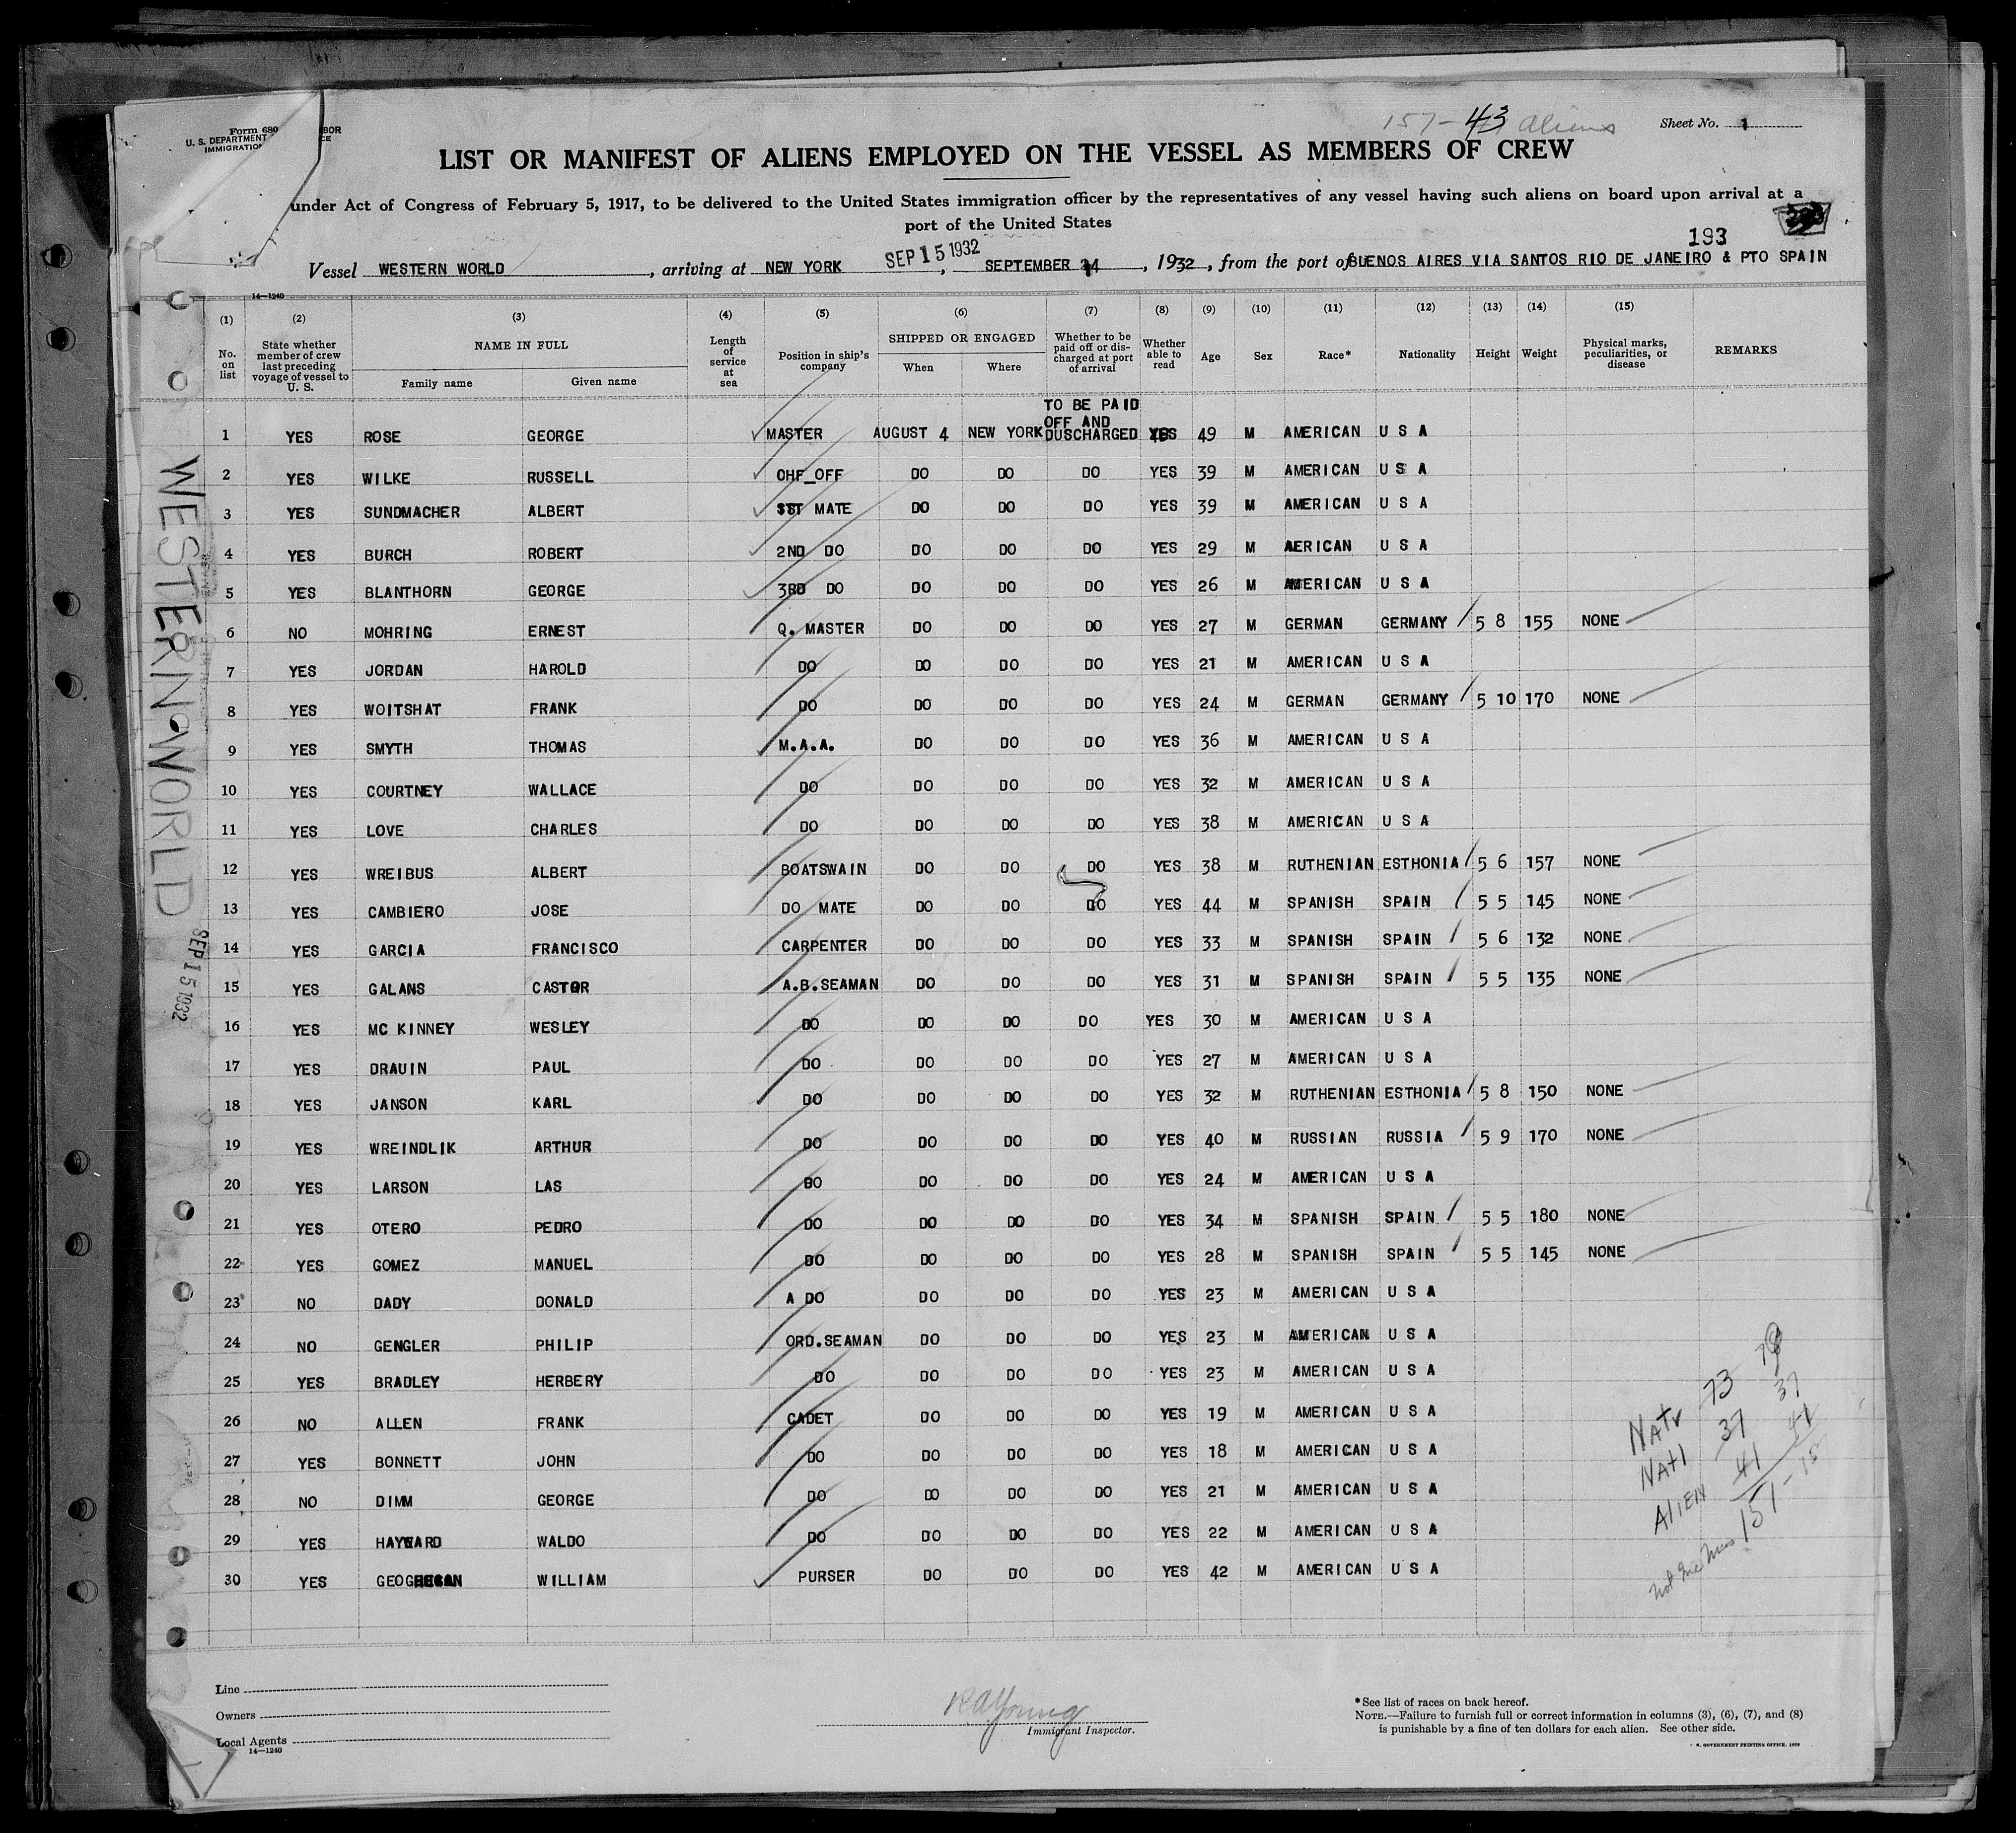 157-43 aliens
Form 680
U. S. DEPARTMENT
IMMIGRATION
Sheet No. 1
LIST OR MANIFEST OF ALIENS EMPLOYED ON THE VESSEL AS MEMBERS OF CREW
under Act of Congress of February 5, 1917, to be delivered to the United States immigration officer by the representatives of any vessel having such aliens on board upon arrival at a
port of the United States
193
SEP 15 1932
Vessel WESTERN WORLD, arriving at NEW YORK, SEPTEMBER 14, 1932, from the port of BUENOS AIRES VIA SANTOS RIO DE JANEIRO & PTO SPAIN
14—1240
(1) No. on list (2) State whether member of crew last preceding voyage of vessel to U. S. (3) NAME IN FULL Family name Given name (4) Length of service at sea (5) Position in ship's company (6) SHIPPED OR ENGAGED When Where (7) Whether to be paid off or discharged at port of arrival (8) Whether able to read (9) Age (10) Sex (11) Race* (12) Nationality (13) Height (14) Weight (15) Physical marks, peculiarities, or disease REMARKS
TO BE PAID
OFF AND
1 YES ROSE GEORGE MASTER AUGUST 4 NEW YORK DUSCHARGED YES 49 M AMERICAN U S A
2 YES WILKE RUSSELL OHF_OFF DO DO DO YES 39 M AMERICAN U S A
3 YES SUNDMACHER ALBERT SST MATE DO DO DO YES 39 M AMERICAN U S A
4 YES BURCH ROBERT 2ND DO DO DO DO YES 29 M AERICAN U S A
5 YES BLANTHORN GEORGE 3RD DO DO DO DO YES 26 M AMERICAN U S A
6 NO MOHRING ERNEST Q. MASTER DO DO DO YES 27 M GERMAN GERMANY 5 8 155 NONE
7 YES JORDAN HAROLD DO DO DO DO YES 21 M AMERICAN U S A
8 YES WOITSHAT FRANK DO DO DO DO YES 24 M GERMAN GERMANY 5 10 170 NONE
9 YES SMYTH THOMAS M.A.A. DO DO DO YES 36 M AMERICAN U S A
10 YES COURTNEY WALLACE DO DO DO DO YES 32 M AMERICAN U S A
11 YES LOVE CHARLES DO DO DO DO YES 38 M AMERICAN U S A
12 YES WREIBUS ALBERT BOATSWAIN DO DO DO YES 38 M RUTHENIAN ESTHONIA 5 6 157 NONE
13 YES CAMBIERO JOSE DO MATE DO DO DO YES 44 M SPANISH SPAIN 5 5 145 NONE
14 YES GARCIA FRANCISCO CARPENTER DO DO DO YES 33 M SPANISH SPAIN 5 6 132 NONE
15 YES GALANS CASTOR A.B.SEAMAN DO DO DO YES 31 M SPANISH SPAIN 5 5 135 NONE
16 YES MC KINNEY WESLEY DO DO DO DO YES 30 M AMERICAN U S A
17 YES DRAUIN PAUL DO DO DO DO YES 27 M AMERICAN U S A
18 YES JANSON KARL DO DO DO DO YES 32 M RUTHENIAN ESTHONIA 5 8 150 NONE
19 YES WREINDLIK ARTHUR DO DO DO DO YES 40 M RUSSIAN RUSSIA 5 9 170 NONE
20 YES LARSON LAS DO DO DO DO YES 24 M AMERICAN U S A
21 YES OTERO PEDRO DO DO DO DO YES 34 M SPANISH SPAIN 5 5 180 NONE
22 YES GOMEZ MANUEL DO DO DO DO YES 28 M SPANISH SPAIN 5 5 145 NONE
23 NO DADY DONALD A DO DO DO DO YES 23 M AMERICAN U S A
24 NO GENGLER PHILIP ORD.SEAMAN DO DO DO YES 23 M AMERICAN U S A
25 YES BRADLEY HERBERY DO DO DO DO YES 23 M AMERICAN U S A
26 NO ALLEN FRANK CADET DO DO DO YES 19 M AMERICAN U S A
27 YES BONNETT JOHN DO DO DO DO YES 18 M AMERICAN U S A
28 NO DIMM GEORGE DO DO DO DO YES 21 M AMERICAN U S A
29 YES HAYWARD WALDO DO DO DO DO YES 22 M AMERICAN U S A
30 YES GEOGHEGAN WILLIAM PURSER DO DO DO YES 42 M AMERICAN U S A
WESTERN WORLD
SEP 15 1932
Natv 73
Natl 37 37
Alien 41 41
151
Line
Owners
Local Agents
14—1240
R A Young
Immigrant Inspector.
*See list of races on back hereof.
NOTE.—Failure to furnish full or correct information in columns (3), (6), (7), and (8)
is punishable by a fine of ten dollars for each alien. See other side.
GOVERNMENT PRINTING OFFICE